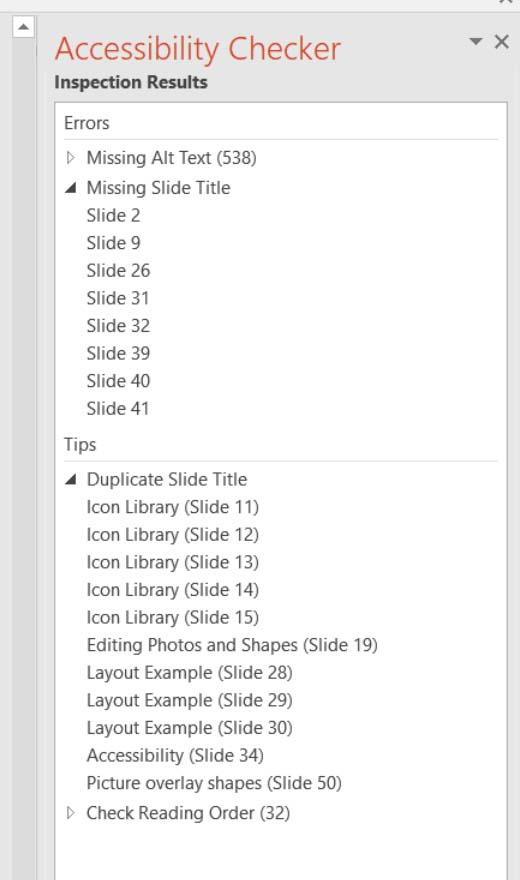 Accessibility Checker
Inspection Results
Errors
Missing Alt Text (538)
Missing Slide Title
Slide 2
Slide 9
Slide 26
Slide 31
Slide 32
Slide 39
Slide 40
Slide 41
Tips
Duplicate Slide Title
Icon Library (Slide 11)
Icon Library (Slide 12)
Icon Library (Slide 13)
Icon Library (Slide 14)
Icon Library (Slide 15)
Editing Photos and Shapes (Slide 19)
Layout Example (Slide 28)
Layout Example (Slide 29)
Layout Example (Slide 30)
Accessibility (Slide 34)
Picture overlay shapes (Slide 50)
Check Reading Order (32)